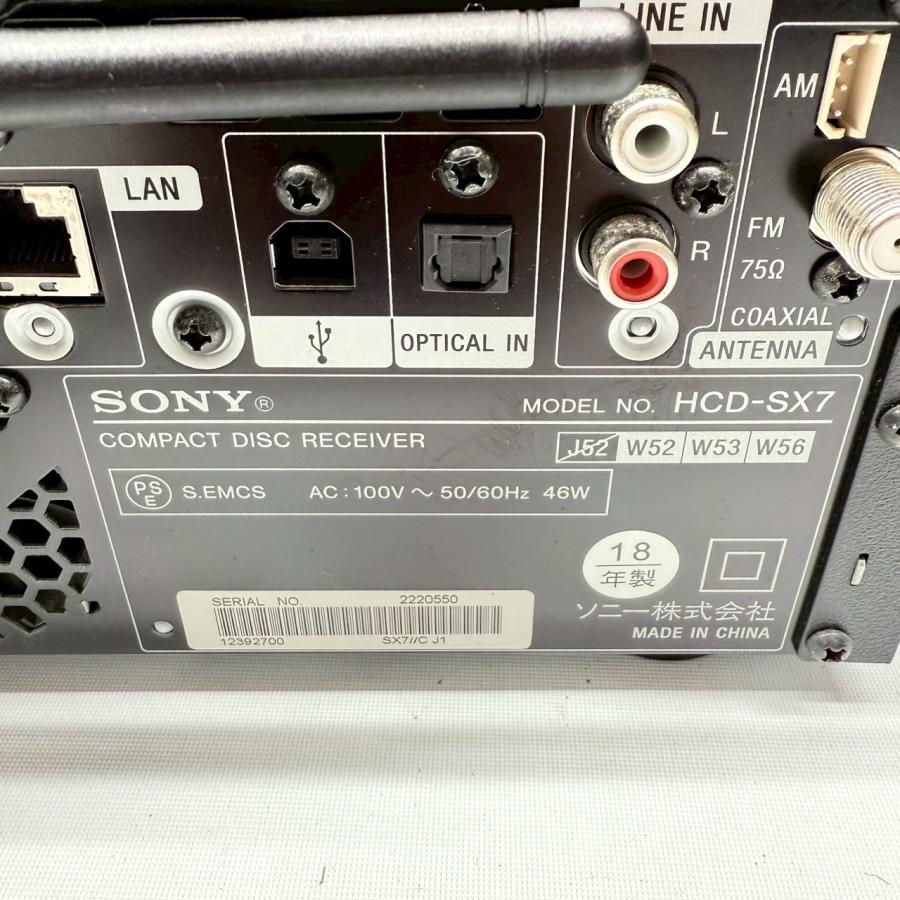 LINE IN
AM
L
LAN
FM
R
75Ω
COAXIAL
OPTICAL IN
ANTENNA
SONY®
MODEL NO. HCD-SX7
COMPACT DISC RECEIVER
J52 W52 W53 W56
PSE S.EMCS AC:100V ～ 50/60Hz 46W
18
年製
SERIAL NO. 2220550
ソニー株式会社
12392700 SX7//C J1
MADE IN CHINA